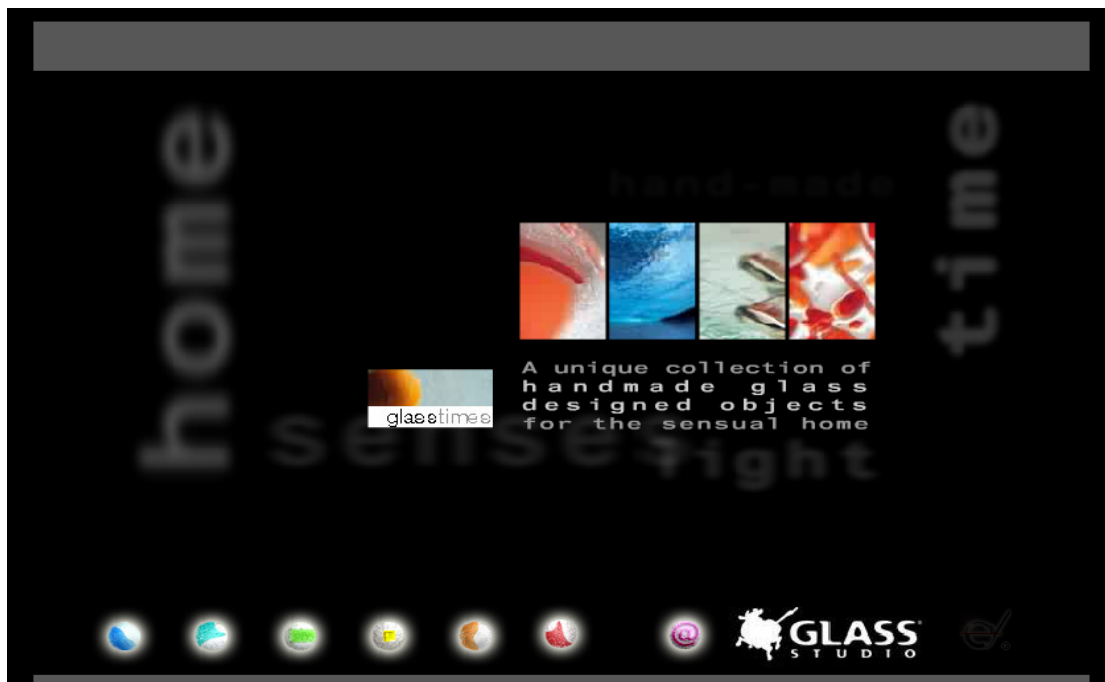 home
time
hand-made
A unique collection of
handmade glass
designed objects
for the sensual home
glasstimes
senses
light
@
GLASS
STUDIO